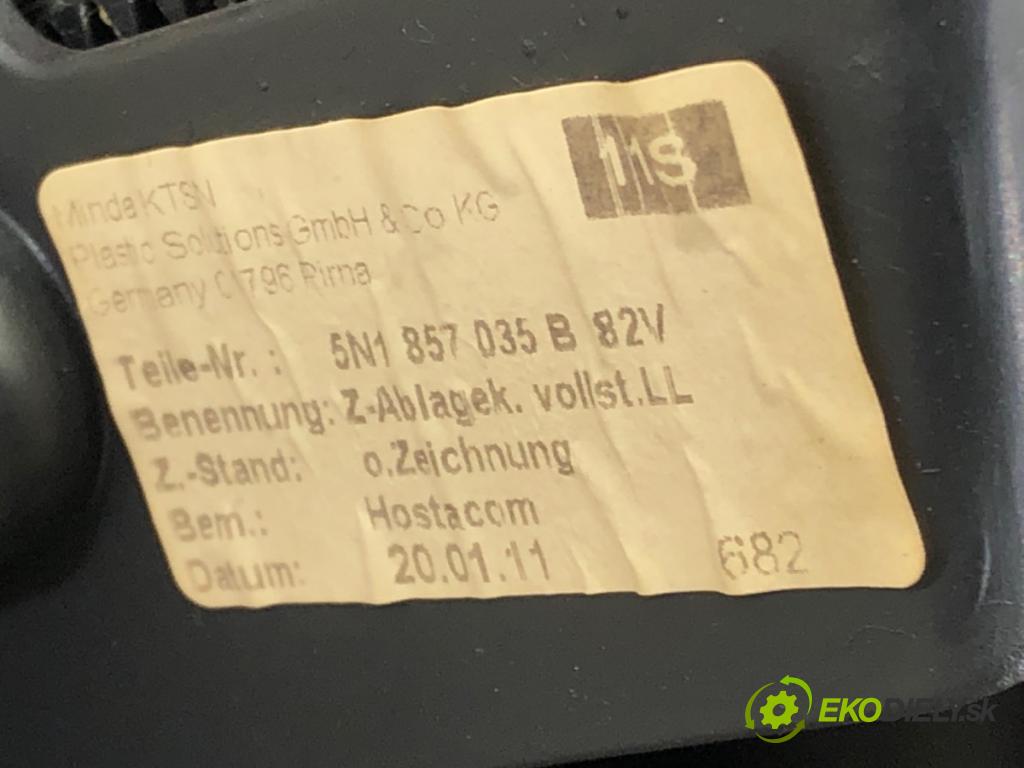 11S
Minda KTSN
Plastic Solutions GmbH & Co KG
Germany 01796 Pirna
Teile-Nr. : 5N1 857 035 B 82V
Benennung: Z-Ablagek. vollst.LL
Z.-Stand: o.Zeichnung
Bem.: Hostacom
Datum: 20.01.11 682
EKODIELY.sk